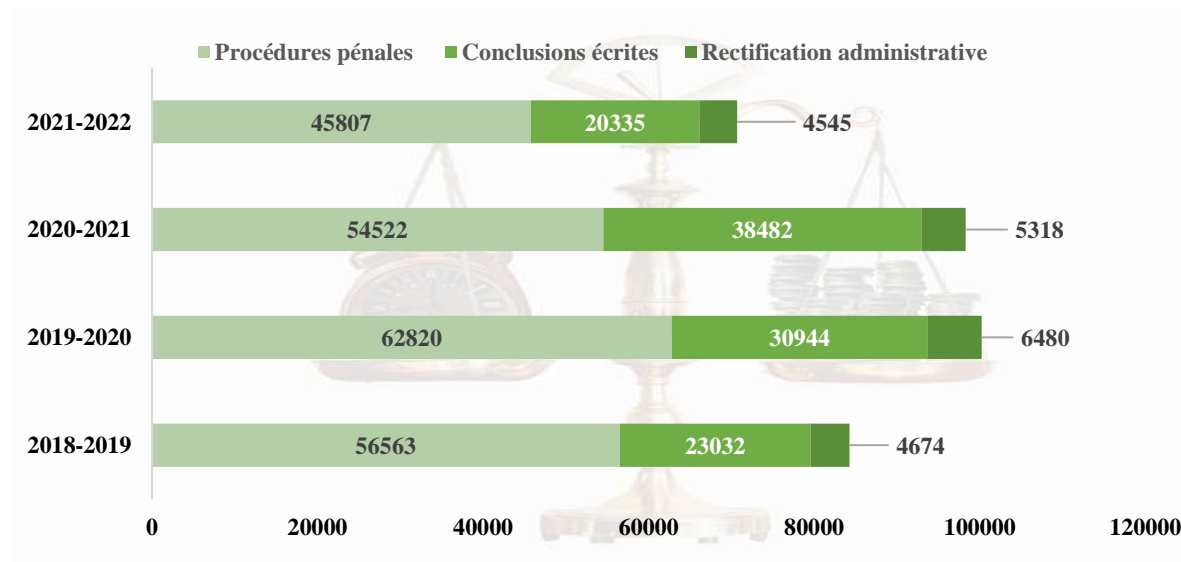 Procédures pénales Conclusions écrites Rectification administrative
2021-2022 45807 20335 4545
2020-2021 54522 38482 5318
2019-2020 62820 30944 6480
2018-2019 56563 23032 4674
0 20000 40000 60000 80000 100000 120000